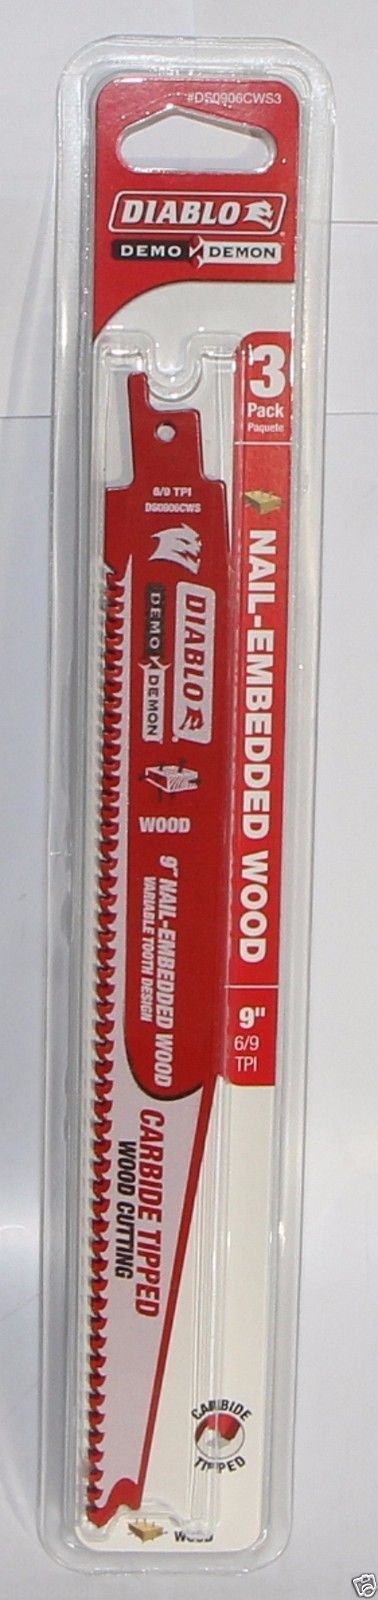 #DS0906CWS3
DIABLO
DEMO DEMON
3
Pack
Paquete
NAIL-EMBEDDED WOOD
9"
6/9
TPI
6/9 TPI
DS0906CWS
DIABLO
DEMO DEMON
WOOD
9" NAIL-EMBEDDED WOOD
VARIABLE TOOTH DESIGN
CARBIDE TIPPED
WOOD CUTTING
CARBIDE
TIPPED
WOOD